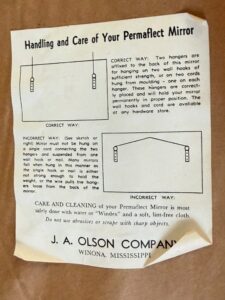 Handling and Care of Your Permaflect Mirror
CORRECT WAY: Two hangers are
affixed to the back of this mirror
for hanging on two wall hooks of
sufficient strength, or on two cords
hung from moulding - one on each
hanger. These hangers are correct-
ly placed and will hold your mirror
permanently in proper position. The
wall hooks and cord are available
at any hardware store.
CORRECT WAY:
INCORRECT WAY: (See sketch at
right) Mirror must not be hung on
a single cord connecting the two
hangers and suspended from one
wall hook or nail. Many mirrors
fall when hung in this manner as
the single hook or nail is either
not strong enough to hold the
weight, or the wire pulls the hang-
ers loose from the back of the
mirror.
INCORRECT WAY:
CARE AND CLEANING of your Permaflect Mirror is most
safely done with water or "Windex" and a soft, lint-free cloth.
Do not use abrasives or scrape with sharp objects.
J. A. OLSON COMPANY
WINONA, MISSISSIPPI